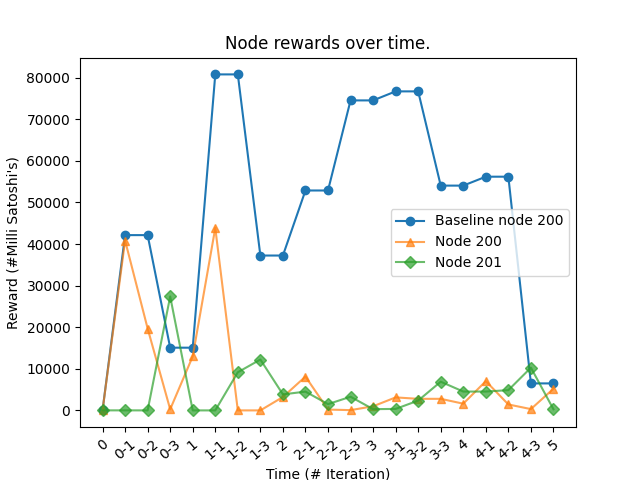 Node rewards over time.
Reward (#Milli Satoshi's)
80000
70000
60000
50000
40000
30000
20000
10000
0
Baseline node 200
Node 200
Node 201
0 0-1 0-2 0-3 1 1-1 1-2 1-3 2 2-1 2-2 2-3 3 3-1 3-2 3-3 4 4-1 4-2 4-3 5
Time (# Iteration)